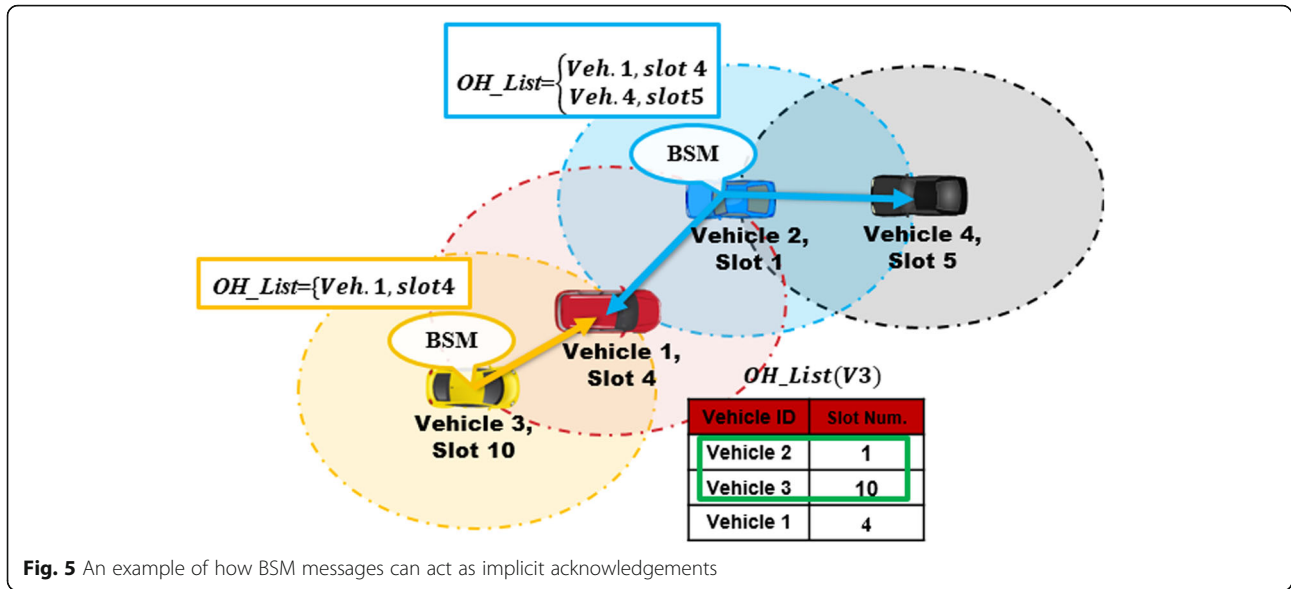 OH_List={Veh. 1, slot 4
Veh. 4, slot5
BSM
Vehicle 2,
Slot 1
Vehicle 4,
Slot 5
OH_List={Veh. 1, slot4
BSM
Vehicle 1,
Slot 4
Vehicle 3,
Slot 10
OH_List(V3)
Vehicle ID Slot Num.
Vehicle 2 1
Vehicle 3 10
Vehicle 1 4
Fig. 5 An example of how BSM messages can act as implicit acknowledgements